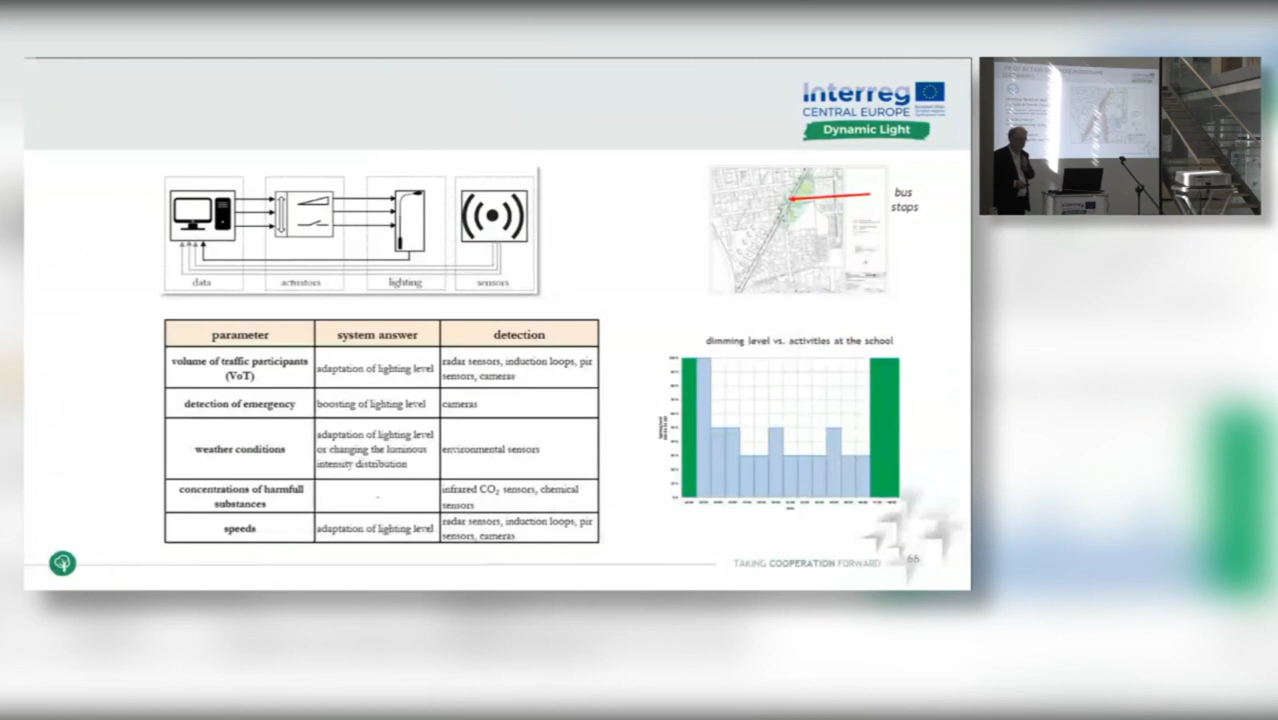 Interreg
CENTRAL EUROPE
Dynamic Light
data
actuators
lighting
sensors
bus
stops
parameter
system answer
detection
volume of traffic participants
(VoT)
adaptation of lighting level
radar sensors, induction loops, pir
sensors, cameras
detection of emergency
boosting of lighting level
cameras
weather conditions
adaptation of lighting level
or changing the luminous
intensity distribution
environmental sensors
concentrations of harmfull
substances
-
infrared CO₂ sensors, chemical
sensors
speeds
adaptation of lighting level
radar sensors, induction loops, pir
sensors, cameras
dimming level vs. activities at the school
TAKING COOPERATION FORWARD
66